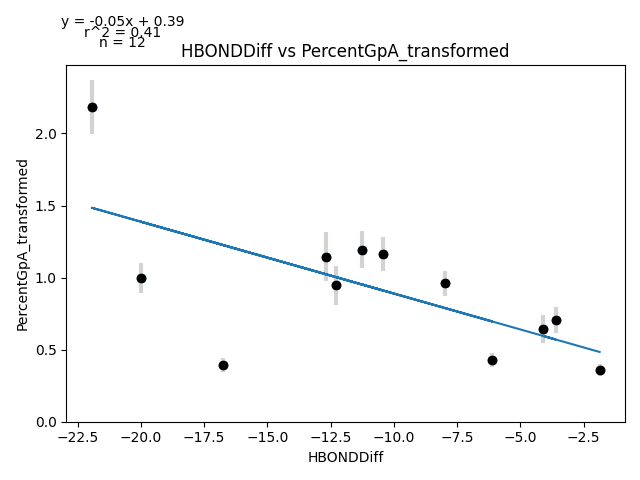 y = -0.05x + 0.39
r^2 = 0.41
n = 12
HBONDDiff vs PercentGpA_transformed
PercentGpA_transformed
2.0
1.5
1.0
0.5
0.0
−22.5 −20.0 −17.5 −15.0 −12.5 −10.0 −7.5 −5.0 −2.5
HBONDDiff